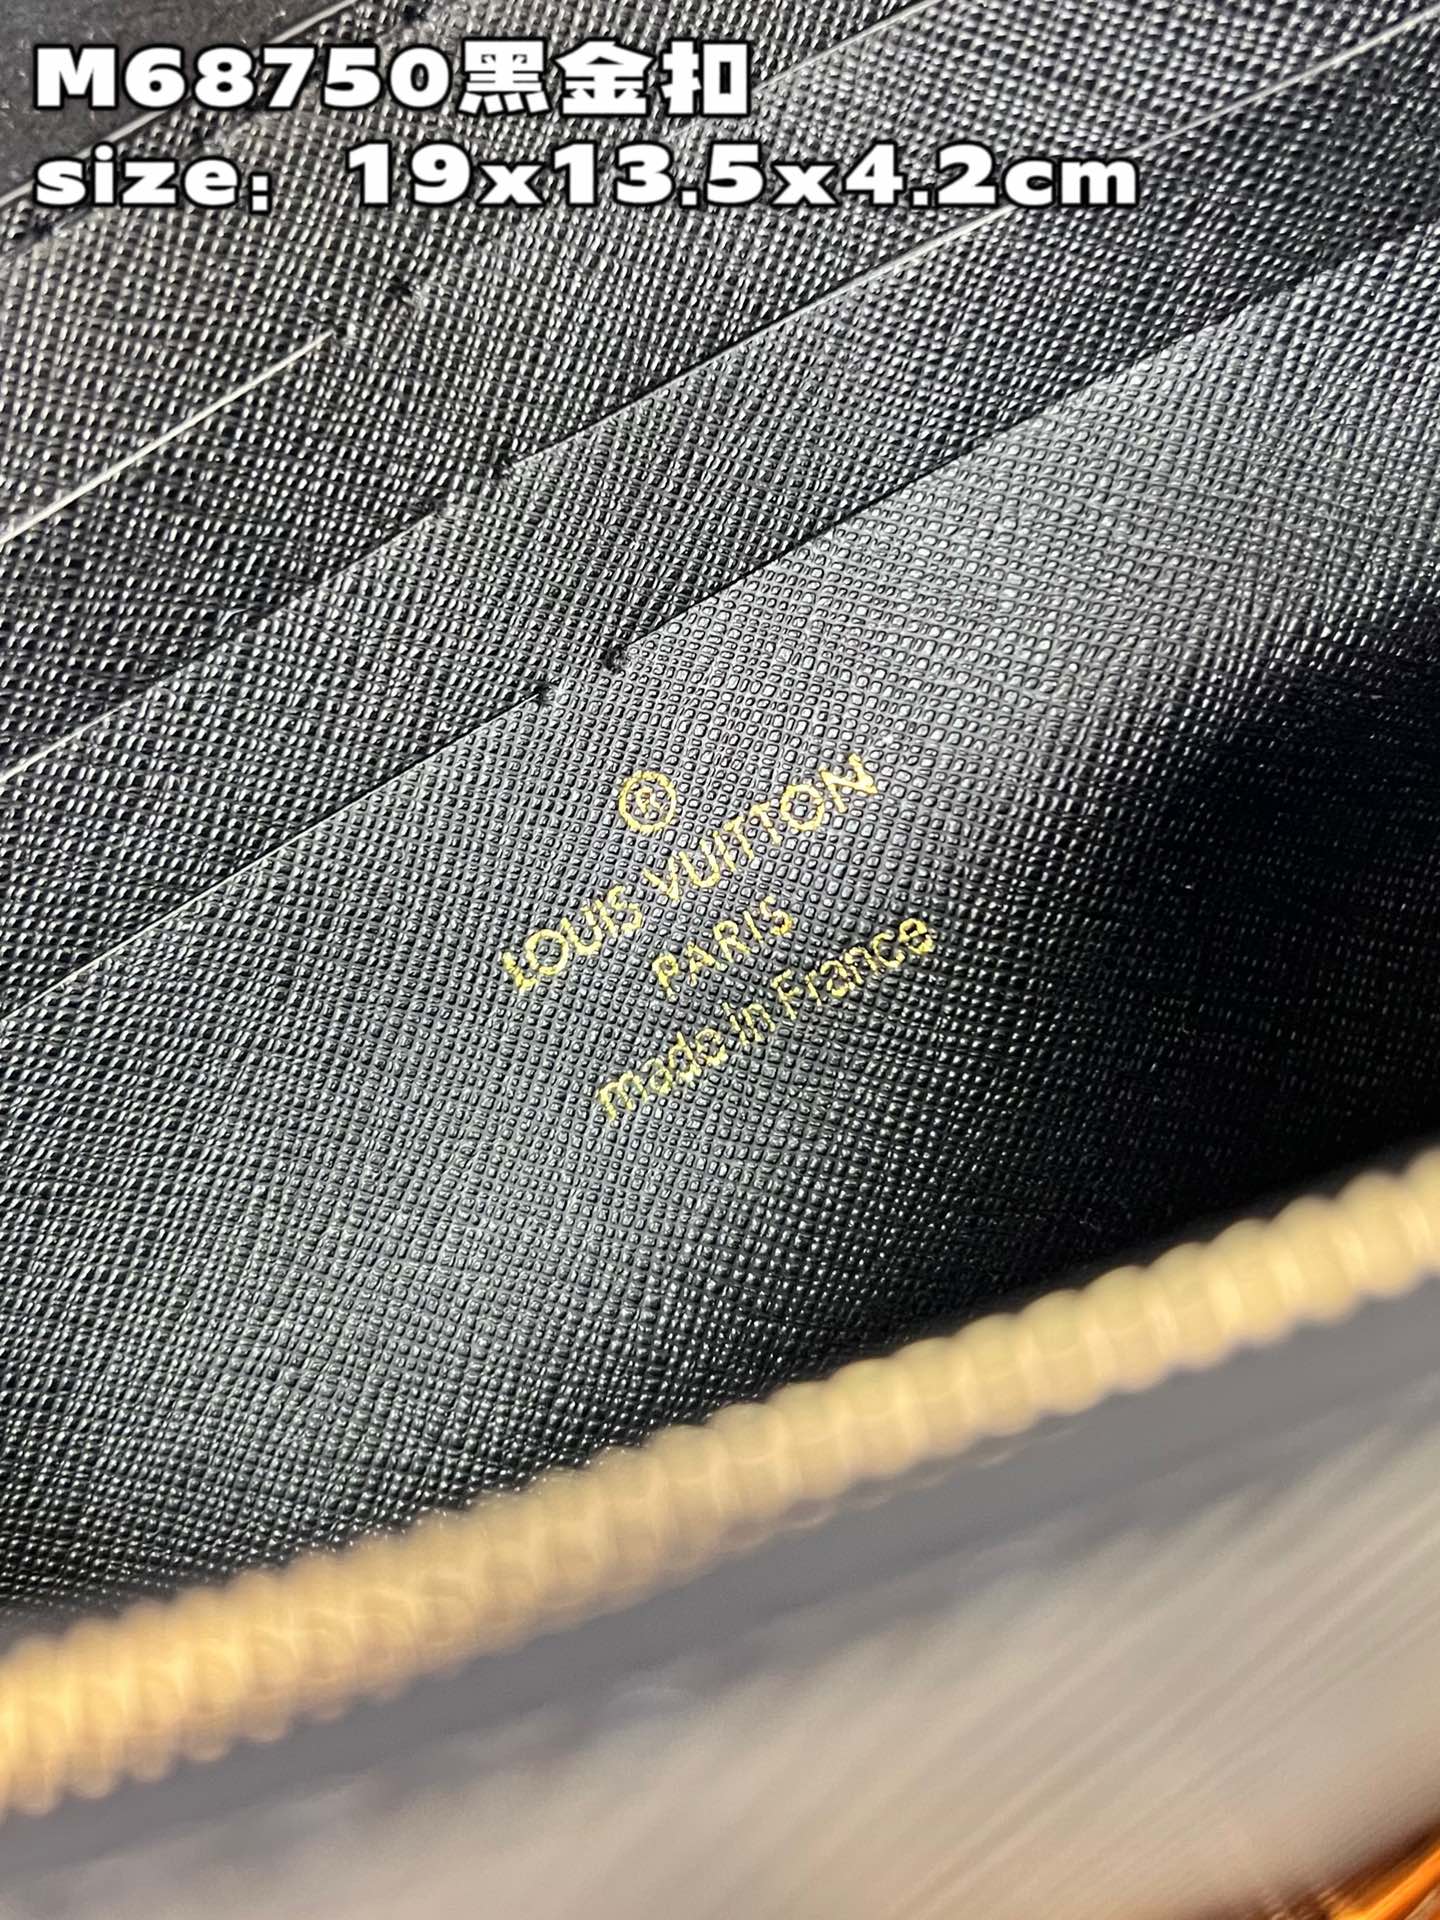 M68750黑金扣
size：19x13.5x4.2cm
®
LOUIS VUITTON
PARIS
made in France